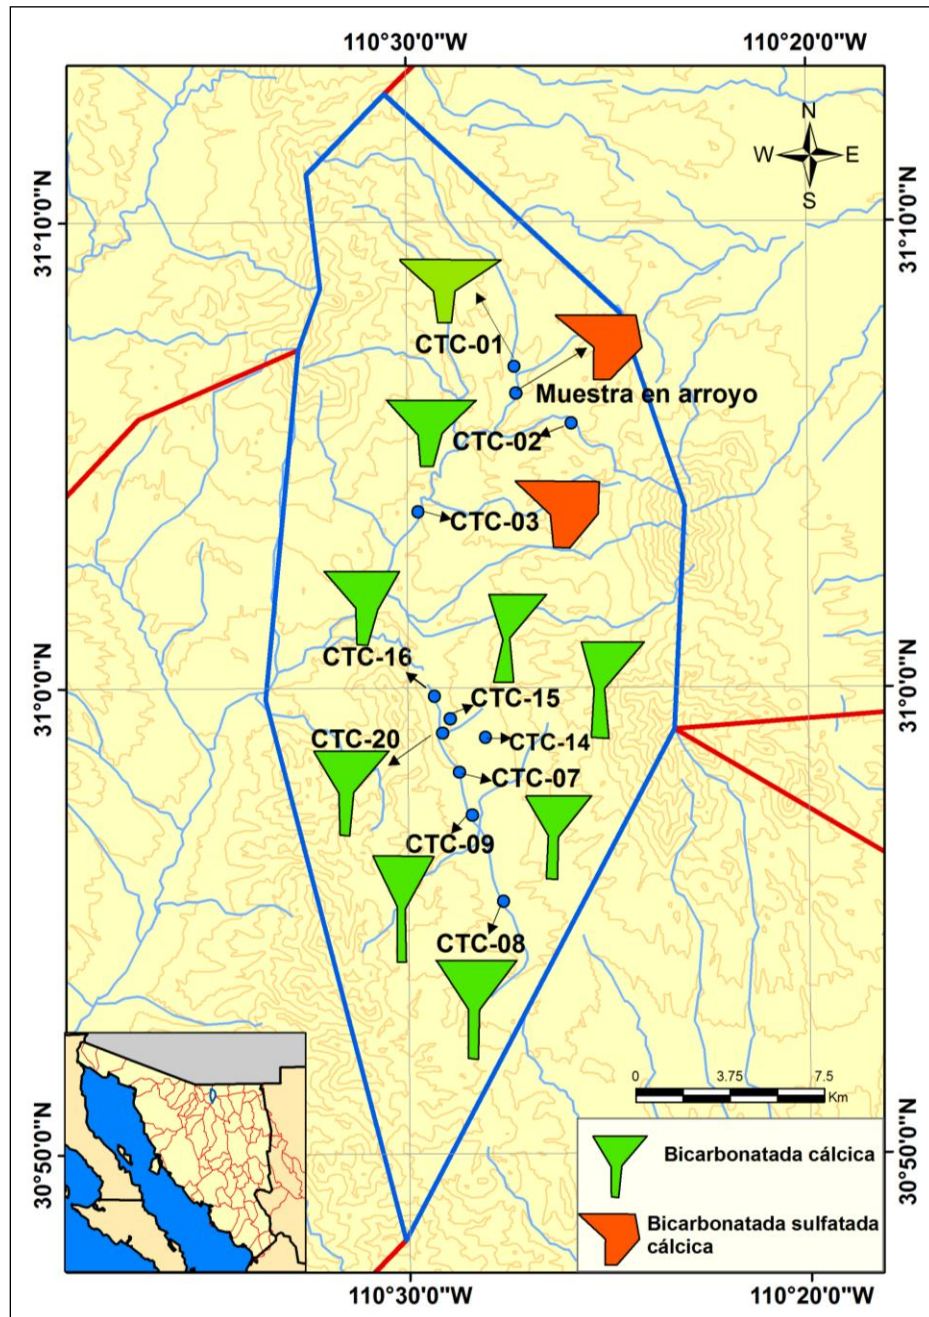 110°30'0"W
110°20'0"W
N
W
E
S
31°10'0"N
31°10'0"N
CTC-01
Muestra en arroyo
CTC-02
CTC-03
CTC-16
31°0'0"N
31°0'0"N
CTC-15
CTC-20
CTC-14
CTC-07
CTC-09
CTC-08
0 3.75 7.5
Km
30°50'0"N
30°50'0"N
Bicarbonatada cálcica
Bicarbonatada sulfatada
cálcica
110°30'0"W
110°20'0"W